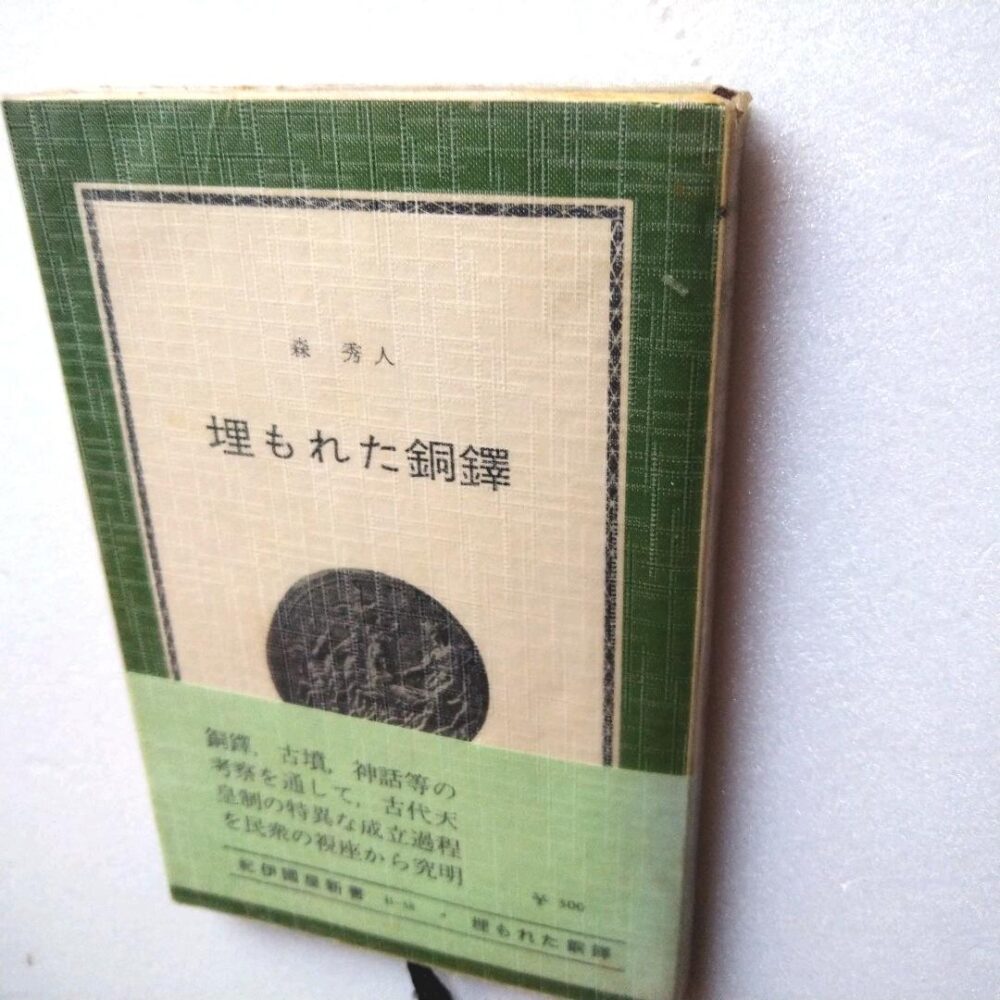 森 秀人
埋もれた銅鐸
銅鐸，古墳，神話等の
考察を通して，古代天
皇制の特異な成立過程
を民衆の視座から究明
¥ 300
紀伊國屋新書 埋もれた銅鐸